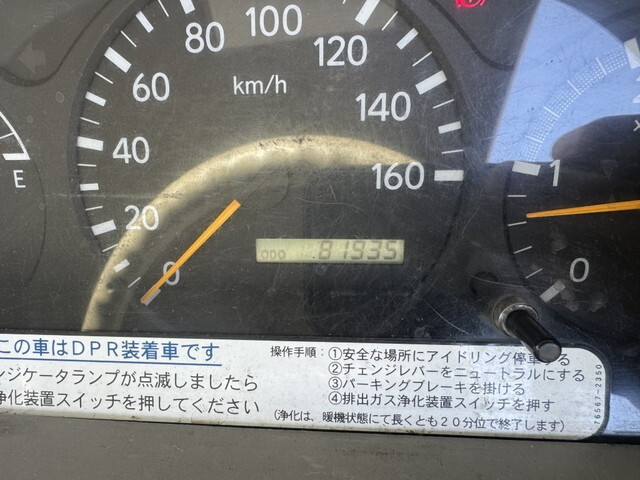 80
100
120
60
km/h
140
40
160
E
20
0
ODO 81935
1
0
この車はDPR装着車です
ンジケータランプが点滅しましたら
浄化装置スイッチを押してください
操作手順：①安全な場所にアイドリング停車する
②チェンジレバーをニュートラルにする
③パーキングブレーキを掛ける
④排出ガス浄化装置スイッチを押す
（浄化は、暖機状態にて長くとも２０分位で終了します）
76567-2350